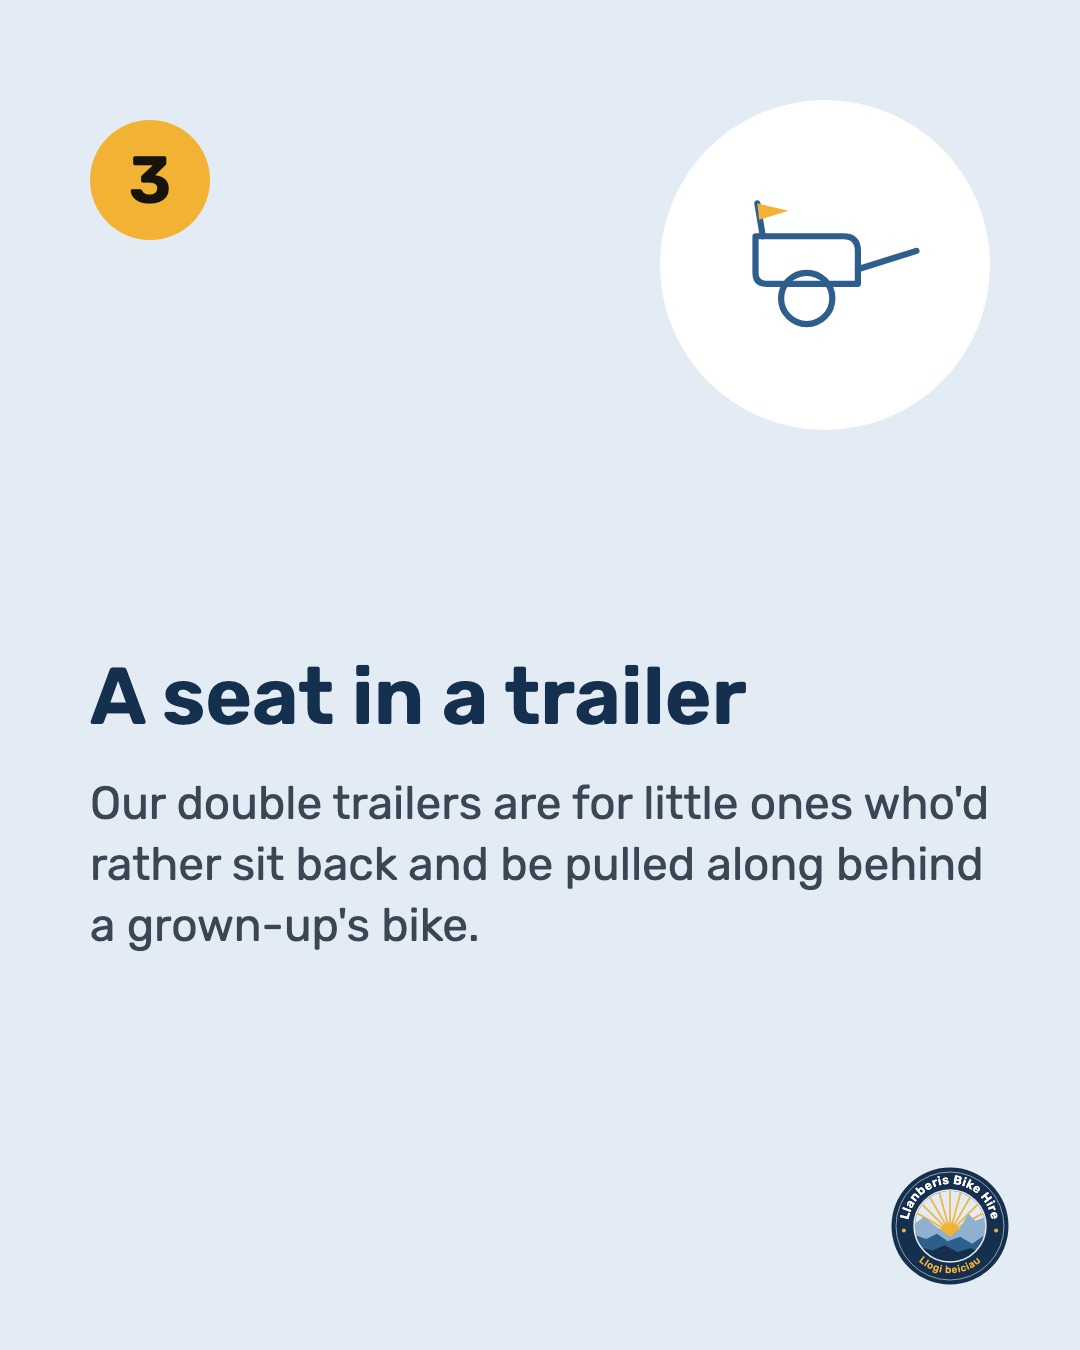 3
A seat in a trailer
Our double trailers are for little ones who'd
rather sit back and be pulled along behind
a grown-up's bike.
Llanberis Bike Hire
Llogi beiciau